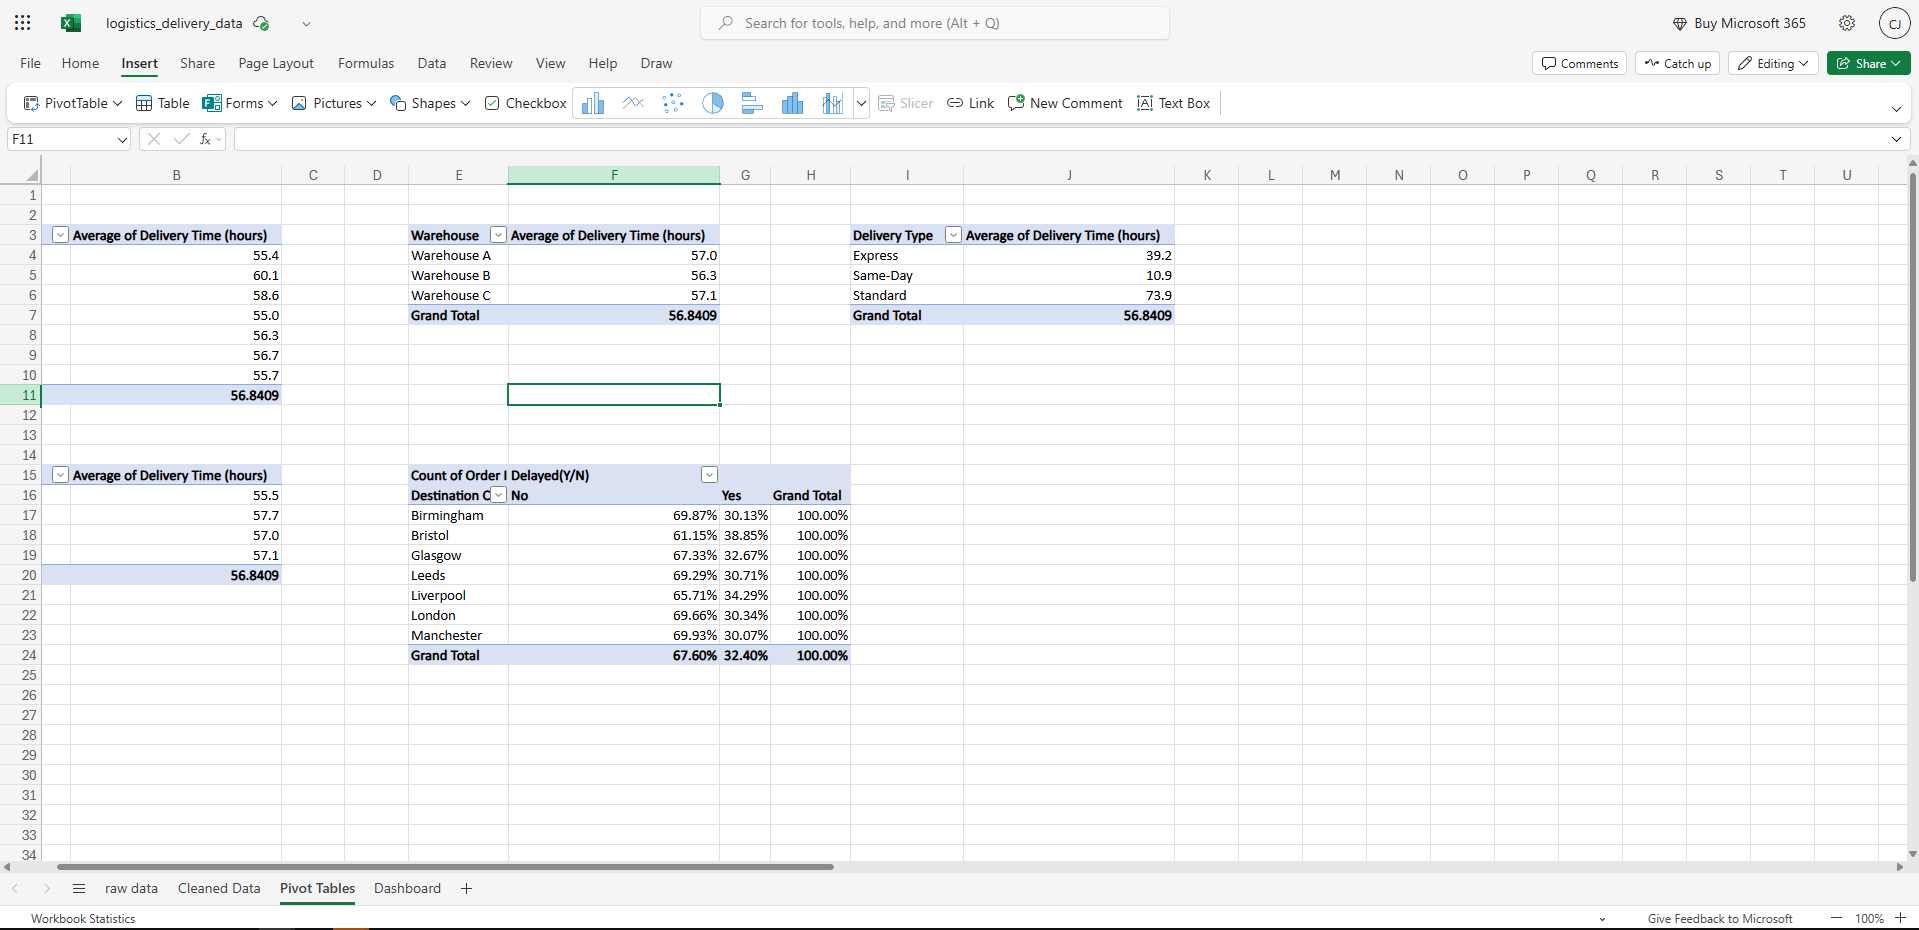 logistics_delivery_data
Search for tools, help, and more (Alt + Q)
Buy Microsoft 365
CJ
File Home Insert Share Page Layout Formulas Data Review View Help Draw
Comments Catch up Editing Share
PivotTable Table Forms Pictures Shapes Checkbox Slicer Link New Comment Text Box
F11 fx
B C D E F G H I J K L M N O P Q R S T U
1
2
3 Average of Delivery Time (hours) Warehouse Average of Delivery Time (hours) Delivery Type Average of Delivery Time (hours)
4 55.4 Warehouse A 57.0 Express 39.2
5 60.1 Warehouse B 56.3 Same-Day 10.9
6 58.6 Warehouse C 57.1 Standard 73.9
7 55.0 Grand Total 56.8409 Grand Total 56.8409
8 56.3
9 56.7
10 55.7
11 56.8409
12
13
14
15 Average of Delivery Time (hours) Count of Order I Delayed(Y/N)
16 55.5 Destination C No Yes Grand Total
17 57.7 Birmingham 69.87% 30.13% 100.00%
18 57.0 Bristol 61.15% 38.85% 100.00%
19 57.1 Glasgow 67.33% 32.67% 100.00%
20 56.8409 Leeds 69.29% 30.71% 100.00%
21 Liverpool 65.71% 34.29% 100.00%
22 London 69.66% 30.34% 100.00%
23 Manchester 69.93% 30.07% 100.00%
24 Grand Total 67.60% 32.40% 100.00%
25
26
27
28
29
30
31
32
33
34
raw data Cleaned Data Pivot Tables Dashboard
Workbook Statistics Give Feedback to Microsoft 100%